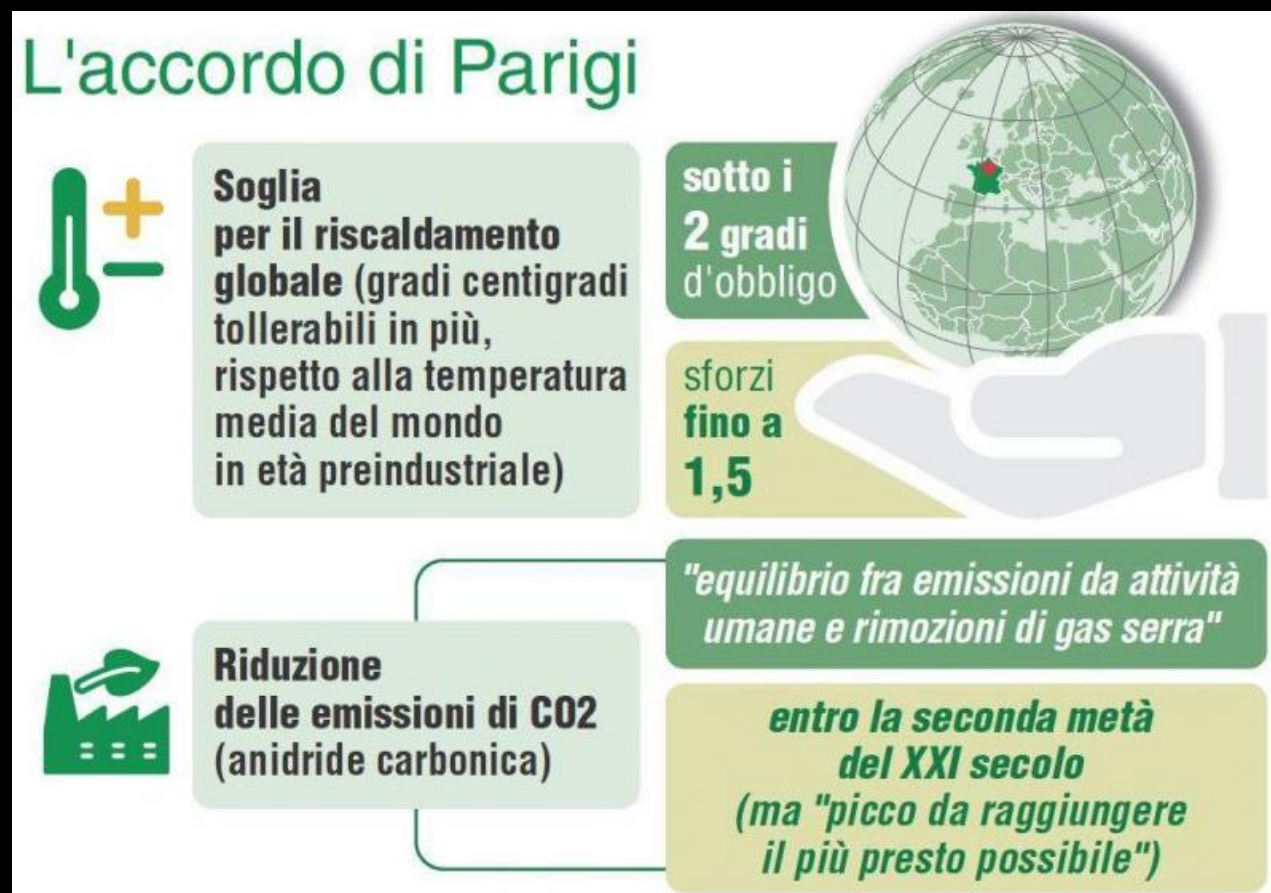 L'accordo di Parigi
Soglia
per il riscaldamento
globale (gradi centigradi
tollerabili in più,
rispetto alla temperatura
media del mondo
in età preindustriale)
sotto i
2 gradi
d'obbligo
sforzi
fino a
1,5
Riduzione
delle emissioni di CO2
(anidride carbonica)
"equilibrio fra emissioni da attività
umane e rimozioni di gas serra"
entro la seconda metà
del XXI secolo
(ma "picco da raggiungere
il più presto possibile")